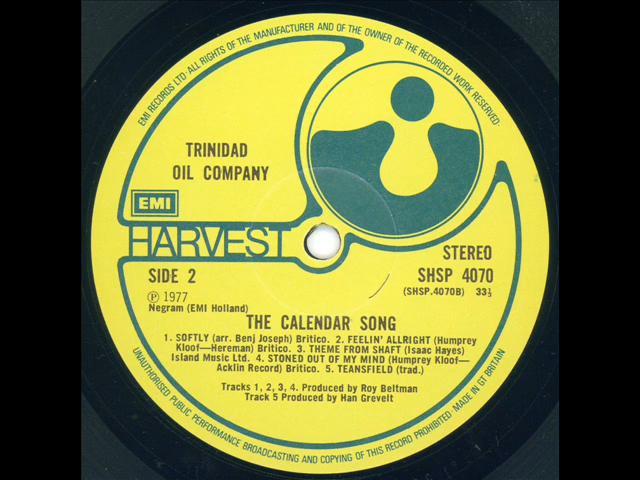 EMI RECORDS LTD· ALL RIGHTS OF THE MANUFACTURER AND OF THE OWNER OF THE RECORDED WORK RESERVED·
TRINIDAD
OIL COMPANY
EMI
HARVEST
SIDE 2
STEREO
SHSP 4070
(SHSP.4070B) 33⅓
Ⓟ 1977
Negram (EMI Holland)
THE CALENDAR SONG
1. SOFTLY (arr. Benj Joseph) Britico. 2. FEELIN' ALLRIGHT (Humprey
Kloof—Hereman) Britico. 3. THEME FROM SHAFT (Isaac Hayes)
Island Music Ltd. 4. STONED OUT OF MY MIND (Humprey Kloof—
Acklin Record) Britico. 5. TEANSFIELD (trad.)
Tracks 1, 2, 3, 4. Produced by Roy Beltman
Track 5 Produced by Han Grevelt
UNAUTHORISED PUBLIC PERFORMANCE BROADCASTING AND COPYING OF THIS RECORD PROHIBITED· MADE IN GT BRITAIN